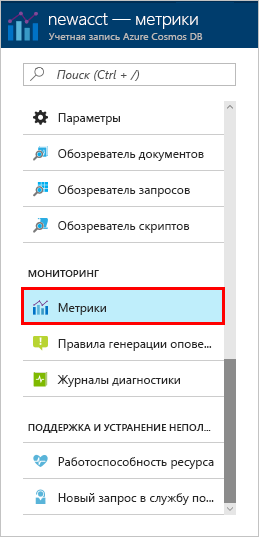 newacct — метрики
Учетная запись Azure Cosmos DB
Поиск (Ctrl + /)
Параметры
Обозреватель документов
Обозреватель запросов
Обозреватель скриптов
МОНИТОРИНГ
Метрики
Правила генерации опове...
Журналы диагностики
ПОДДЕРЖКА И УСТРАНЕНИЕ НЕПОЛ...
Работоспособность ресурса
Новый запрос в службу по...